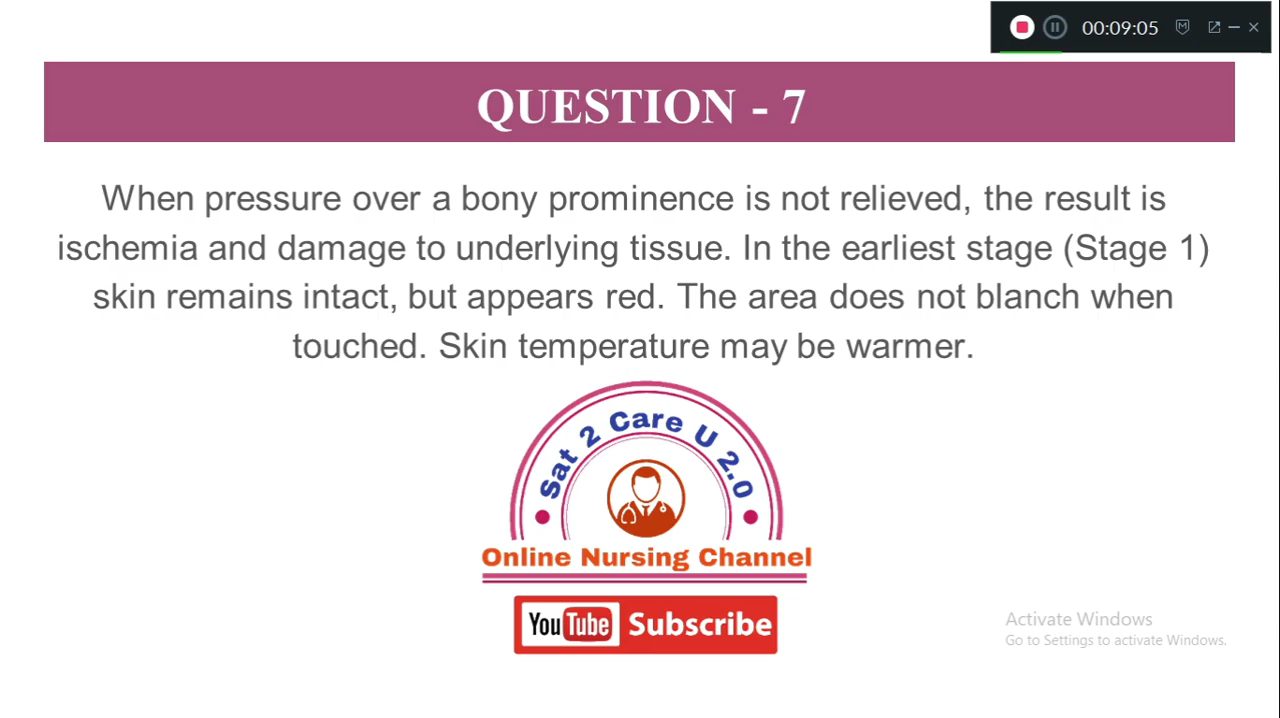 00:09:05
QUESTION - 7
When pressure over a bony prominence is not relieved, the result is
ischemia and damage to underlying tissue. In the earliest stage (Stage 1)
skin remains intact, but appears red. The area does not blanch when
touched. Skin temperature may be warmer.
Sat 2 Care U 2.0
Online Nursing Channel
YouTube Subscribe
Activate Windows
Go to Settings to activate Windows.